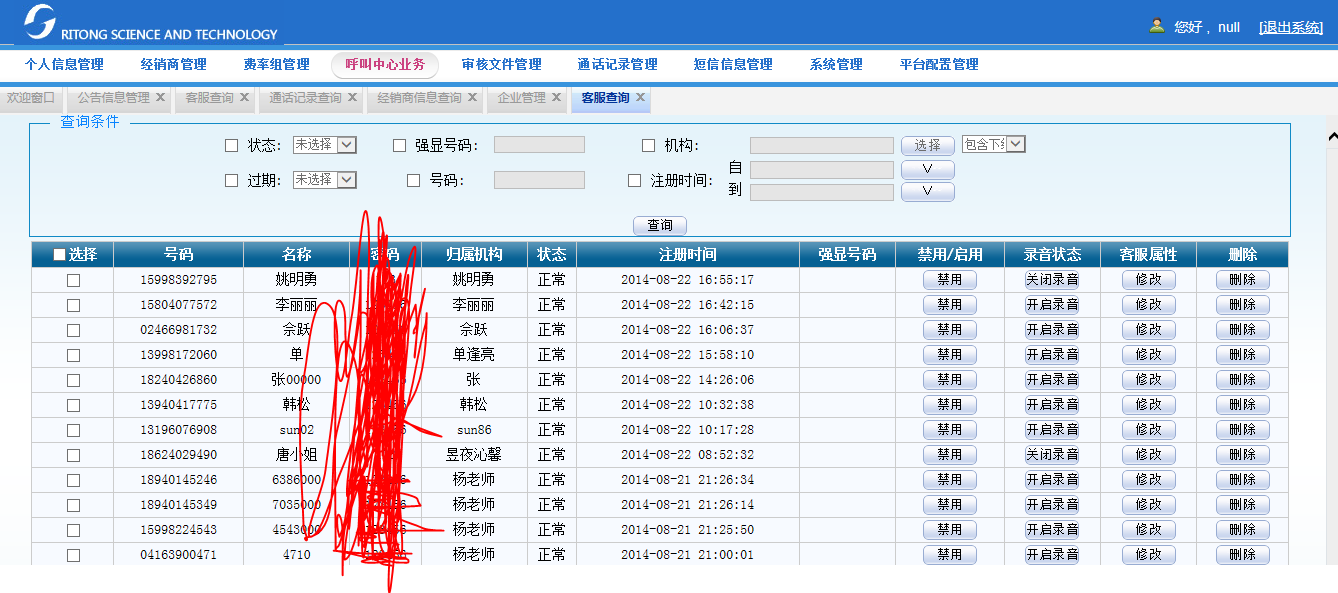 RITONG SCIENCE AND TECHNOLOGY
您好， null [退出系统]
个人信息管理 经销商管理 费率组管理 呼叫中心业务 审核文件管理 通话记录管理 短信信息管理 系统管理 平台配置管理
欢迎窗口 公告信息管理 X 客服查询 X 通话记录查询 X 经销商信息查询 X 企业管理 X 客服查询 X
查询条件
状态: 未选择 强显号码: 机构: 选择 包含下
过期: 未选择 号码: 注册时间: 自 V
到 V
查询
选择 号码 名称 密码 归属机构 状态 注册时间 强显号码 禁用/启用 录音状态 客服属性 删除
15998392795 姚明勇 姚明勇 正常 2014-08-22 16:55:17 禁用 关闭录音 修改 删除
15804077572 李丽丽 李丽丽 正常 2014-08-22 16:42:15 禁用 开启录音 修改 删除
02466981732 佘跃 佘跃 正常 2014-08-22 16:06:37 禁用 开启录音 修改 删除
13998172060 单 单逢亮 正常 2014-08-22 15:58:10 禁用 开启录音 修改 删除
18240426860 张00000 张 正常 2014-08-22 14:26:06 禁用 开启录音 修改 删除
13940417775 韩松 韩松 正常 2014-08-22 10:32:38 禁用 开启录音 修改 删除
13196076908 sun02 sun86 正常 2014-08-22 10:17:28 禁用 开启录音 修改 删除
18624029490 唐小姐 昱夜沁馨 正常 2014-08-22 08:52:32 禁用 关闭录音 修改 删除
18940145246 6386000 杨老师 正常 2014-08-21 21:26:34 禁用 开启录音 修改 删除
18940145349 7035000 杨老师 正常 2014-08-21 21:26:14 禁用 开启录音 修改 删除
15998224543 4543000 杨老师 正常 2014-08-21 21:25:50 禁用 开启录音 修改 删除
04163900471 4710 杨老师 正常 2014-08-21 21:00:01 禁用 开启录音 修改 删除